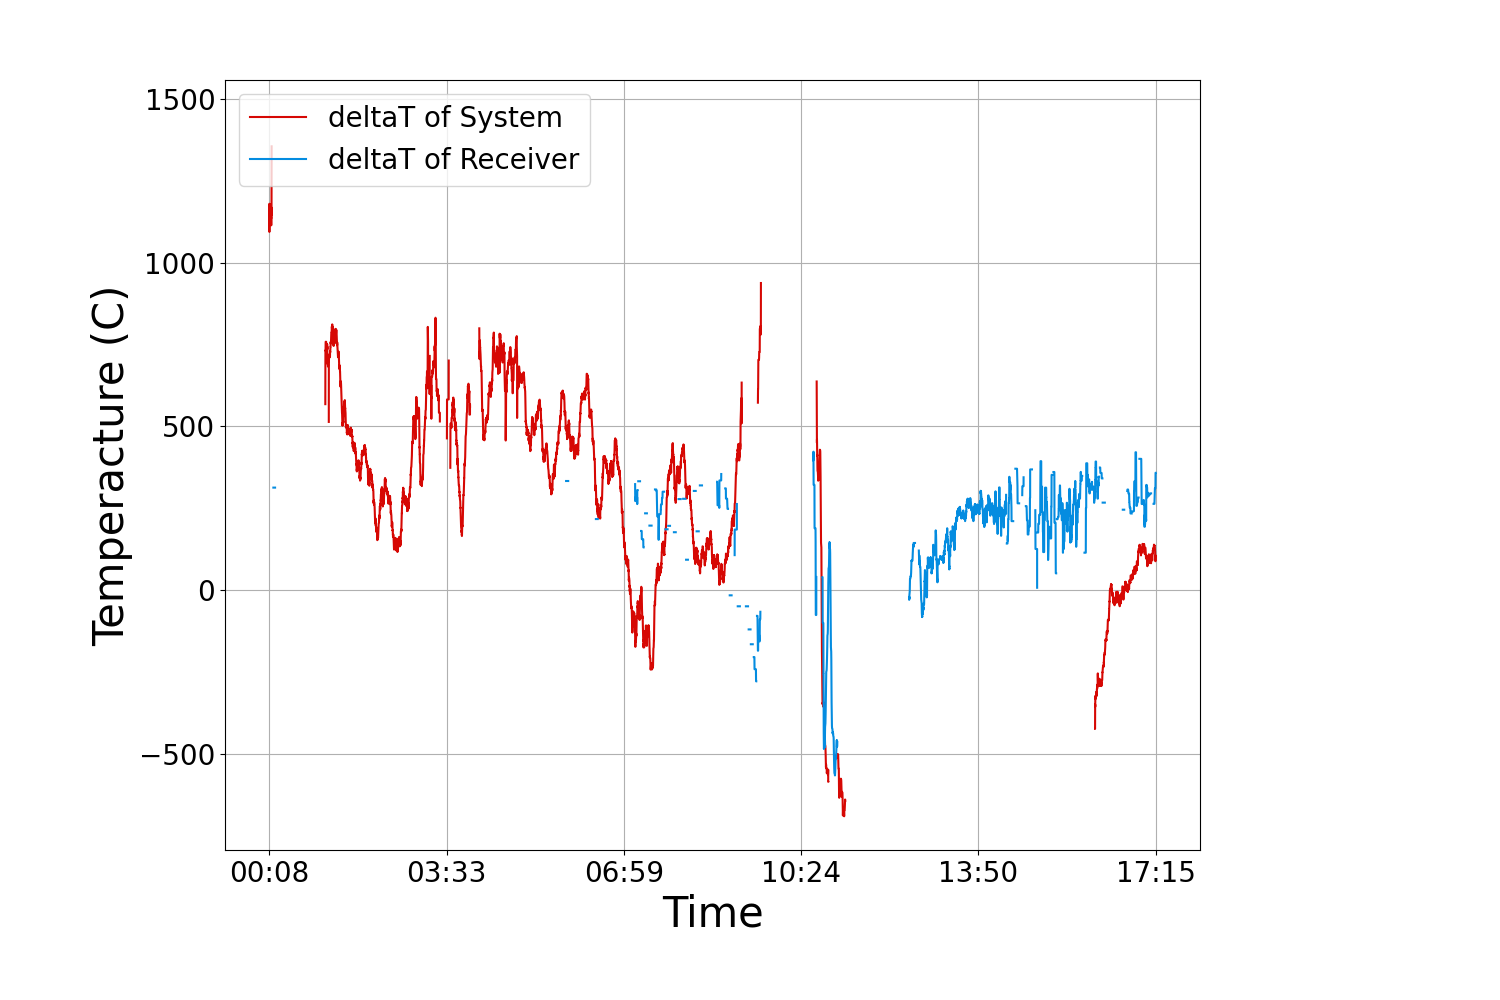 1500
1000
500
0
−500
Temperacture (C)
deltaT of System
deltaT of Receiver
00:08 03:33 06:59 10:24 13:50 17:15
Time